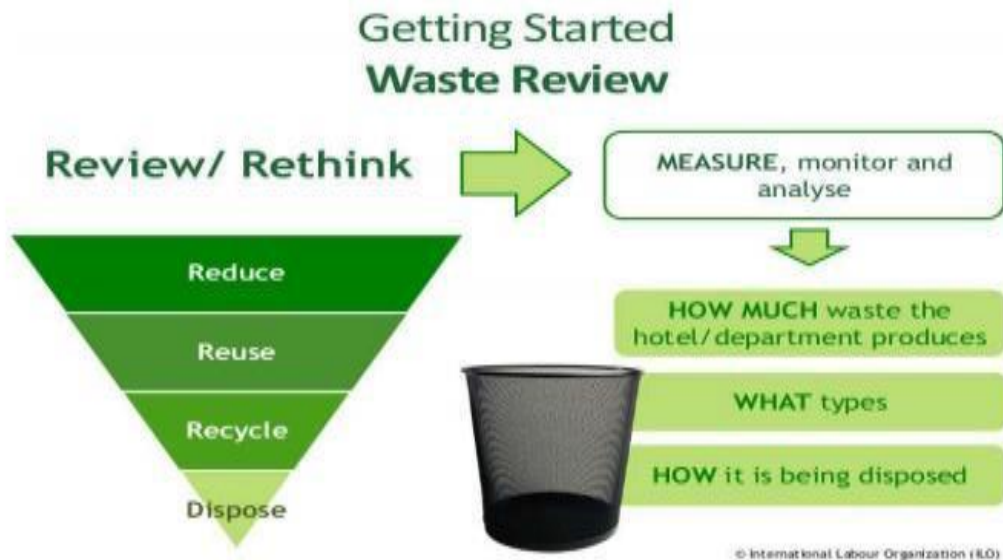 Getting Started
Waste Review
Review/ Rethink
Reduce
Reuse
Recycle
Dispose
MEASURE, monitor and
analyse
HOW MUCH waste the
hotel/department produces
WHAT types
HOW it is being disposed
© International Labour Organization (ILO)